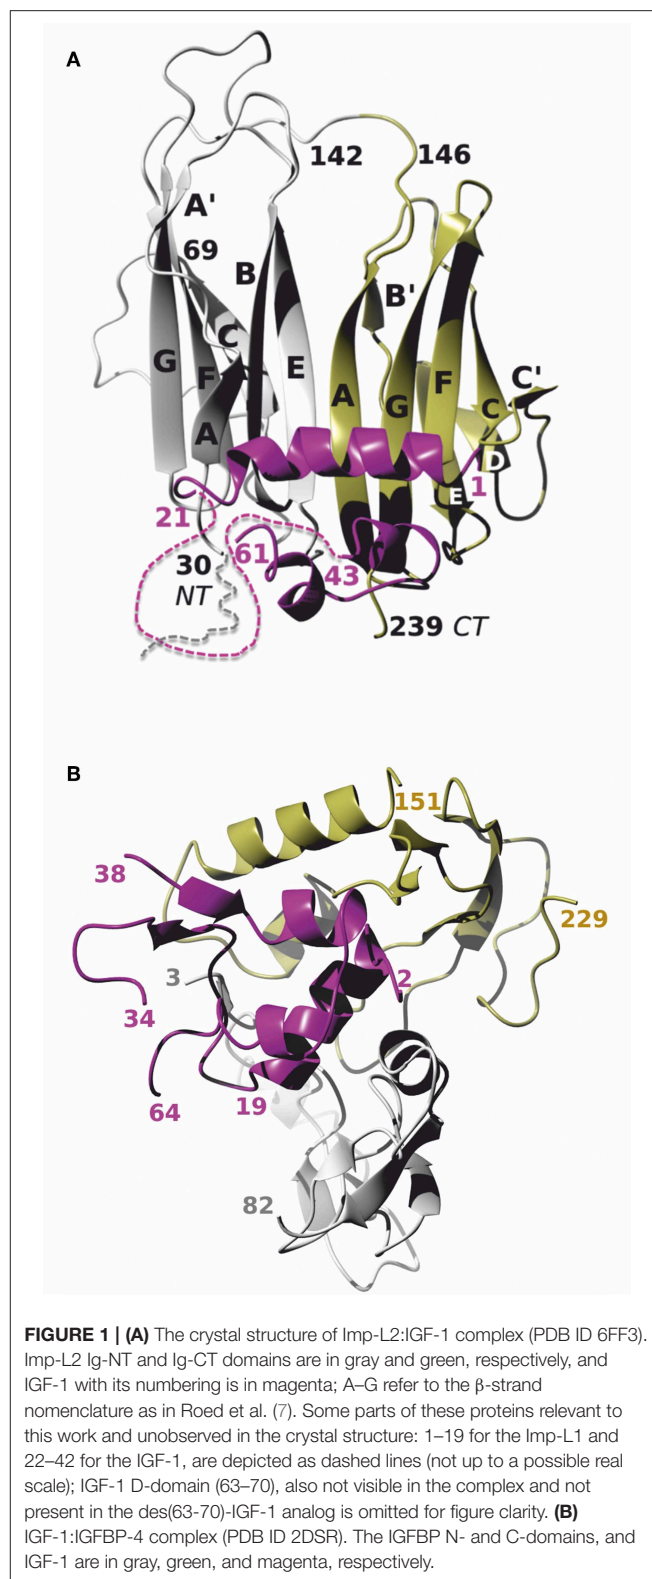 A
142
146
A'
69
B
B'
C
G
F
E
A
G
F
C
C'
A
D
E
1
21
61
43
30
NT
239 CT
B
151
38
229
3
2
34
19
64
82
FIGURE 1 | (A) The crystal structure of Imp-L2:IGF-1 complex (PDB ID 6FF3).
Imp-L2 Ig-NT and Ig-CT domains are in gray and green, respectively, and
IGF-1 with its numbering is in magenta; A–G refer to the β-strand
nomenclature as in Roed et al. (7). Some parts of these proteins relevant to
this work and unobserved in the crystal structure: 1–19 for the Imp-L1 and
22–42 for the IGF-1, are depicted as dashed lines (not up to a possible real
scale); IGF-1 D-domain (63–70), also not visible in the complex and not
present in the des(63-70)-IGF-1 analog is omitted for figure clarity. (B)
IGF-1:IGFBP-4 complex (PDB ID 2DSR). The IGFBP N- and C-domains, and
IGF-1 are in gray, green, and magenta, respectively.